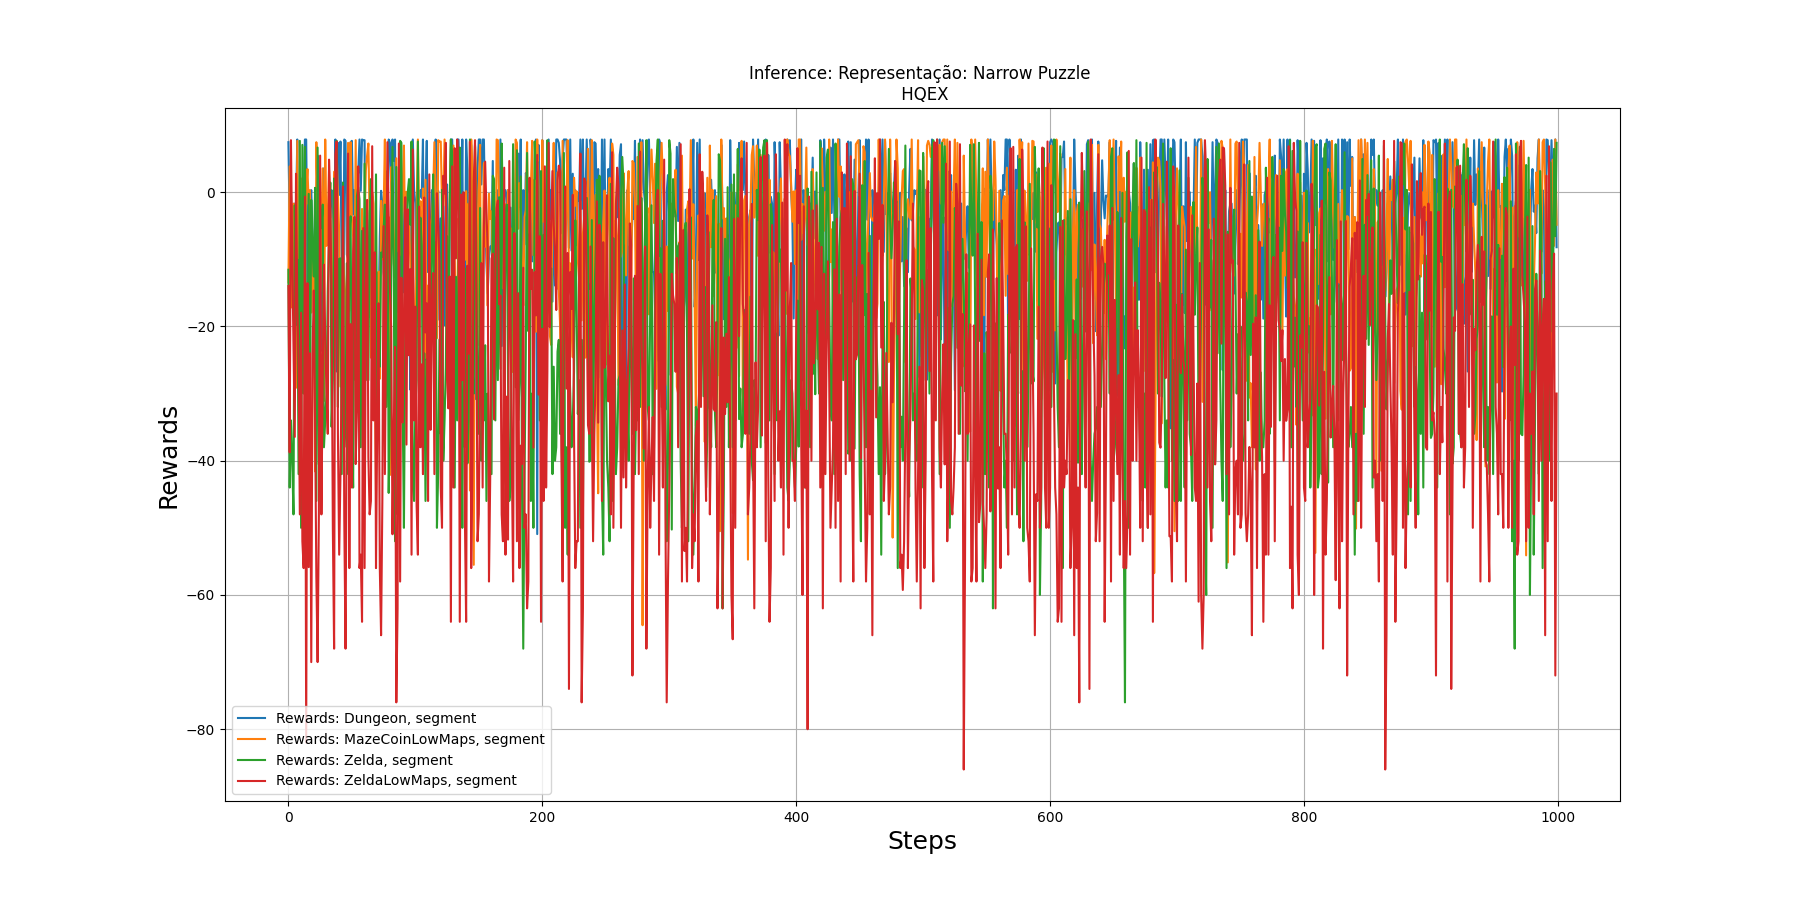 Inference: Representação: Narrow Puzzle
HQEX
Rewards
0
−20
−40
−60
−80
Rewards: Dungeon, segment
Rewards: MazeCoinLowMaps, segment
Rewards: Zelda, segment
Rewards: ZeldaLowMaps, segment
0 200 400 600 800 1000
Steps